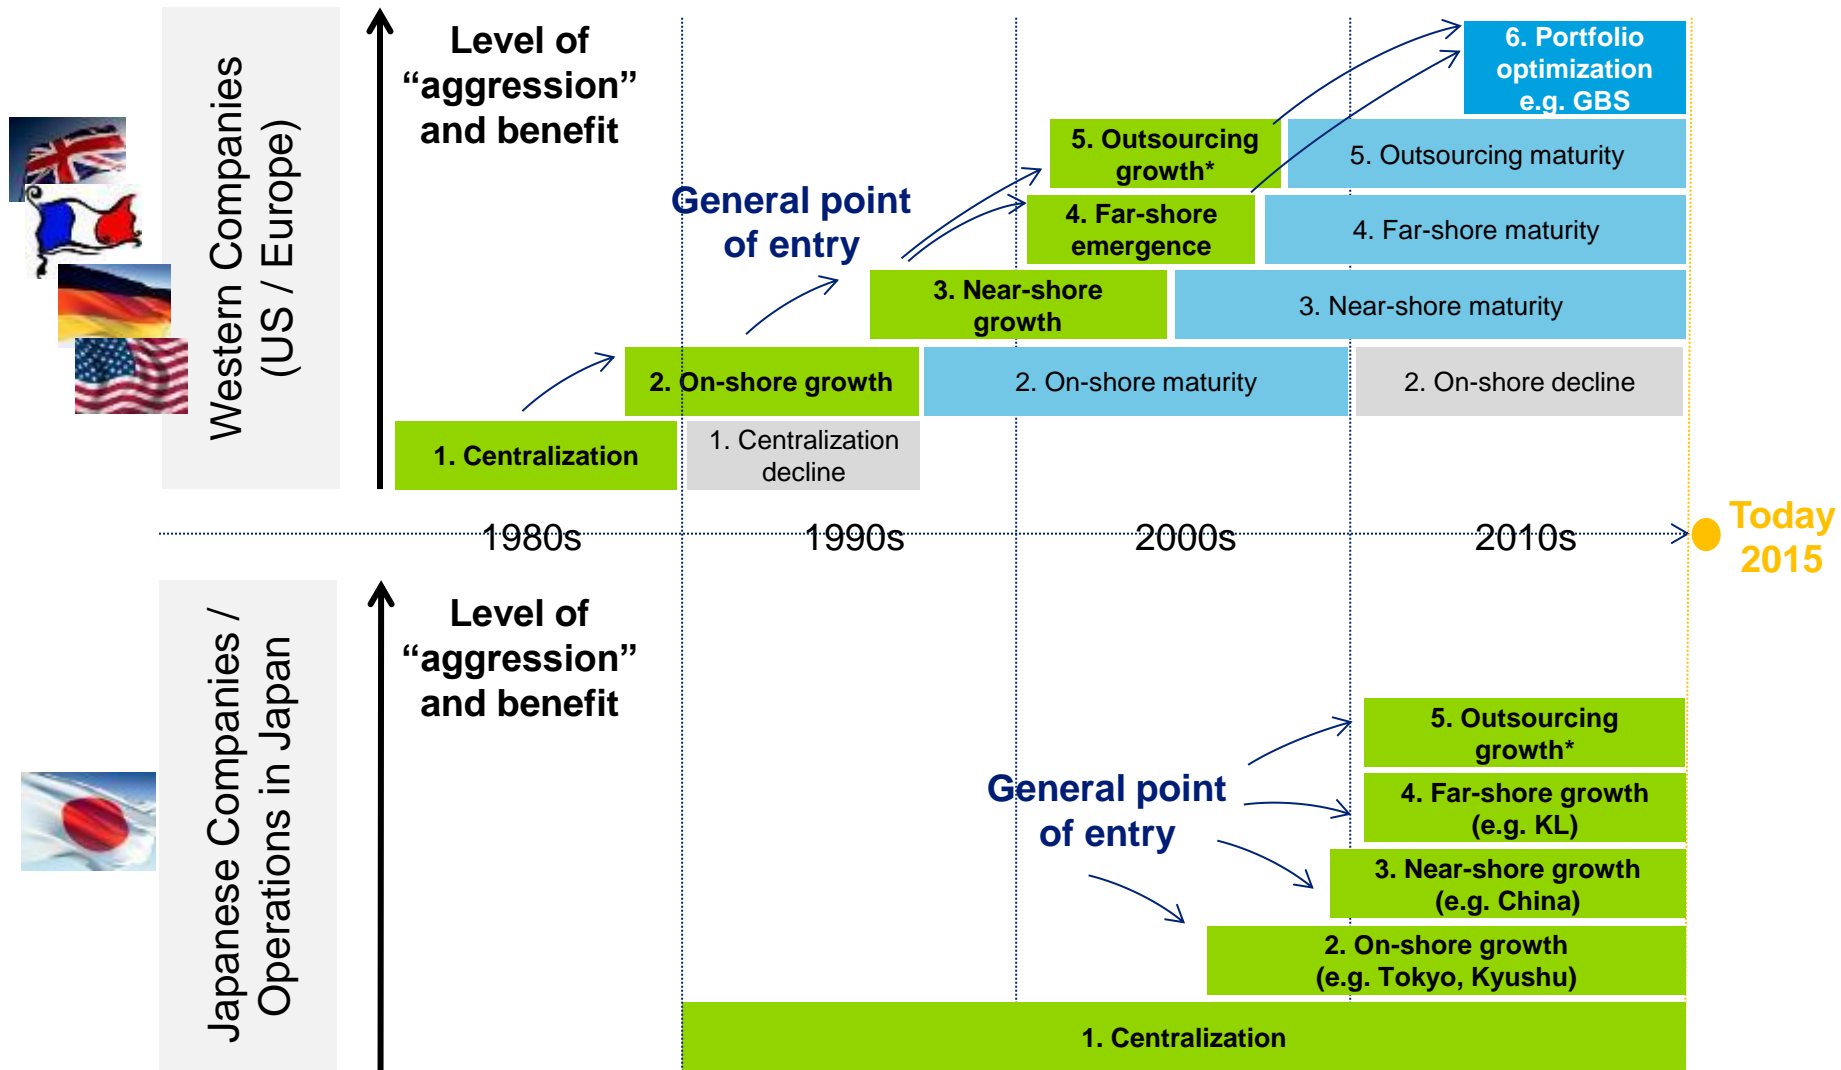 Western Companies
(US / Europe)
Level of
“aggression”
and benefit
General point
of entry
6. Portfolio
optimization
e.g. GBS
5. Outsourcing
growth*
5. Outsourcing maturity
4. Far-shore
emergence
4. Far-shore maturity
3. Near-shore
growth
3. Near-shore maturity
2. On-shore growth
2. On-shore maturity
2. On-shore decline
1. Centralization
1. Centralization
decline
1980s
1990s
2000s
2010s
Today
2015
Japanese Companies /
Operations in Japan
Level of
“aggression”
and benefit
General point
of entry
5. Outsourcing
growth*
4. Far-shore growth
(e.g. KL)
3. Near-shore growth
(e.g. China)
2. On-shore growth
(e.g. Tokyo, Kyushu)
1. Centralization